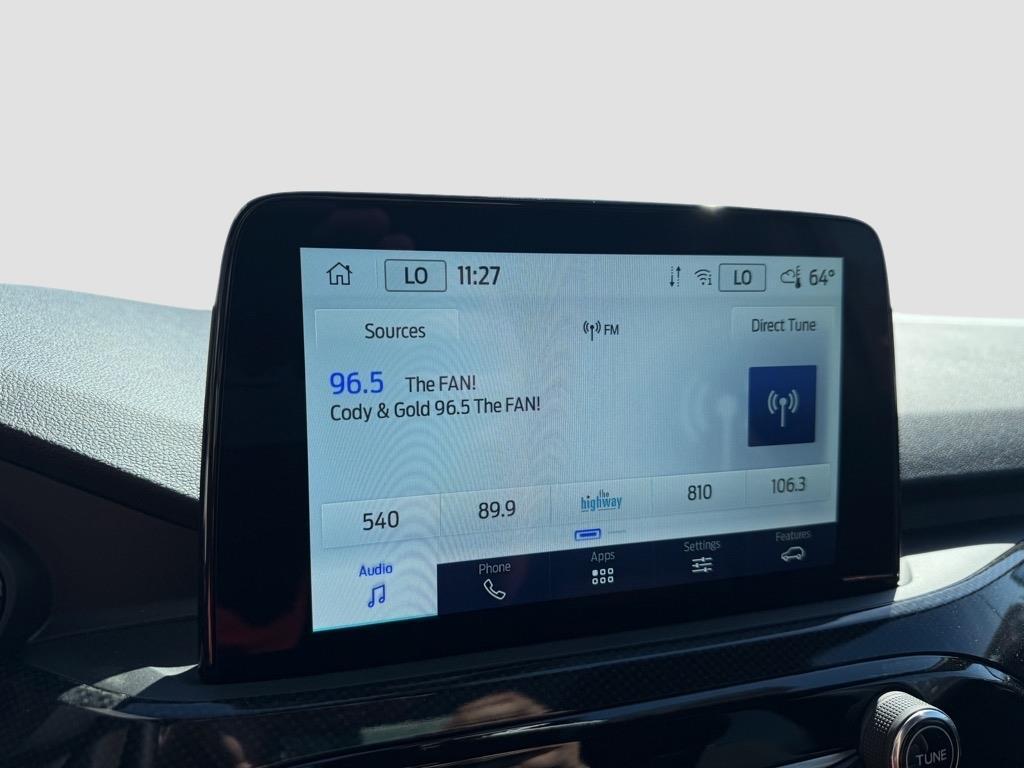 LO 11:27 LO 64°
Sources FM Direct Tune
96.5 The FAN!
Cody & Gold 96.5 The FAN!
540 89.9 the highway 810 106.3
Audio Phone Apps Settings Features
TUNE